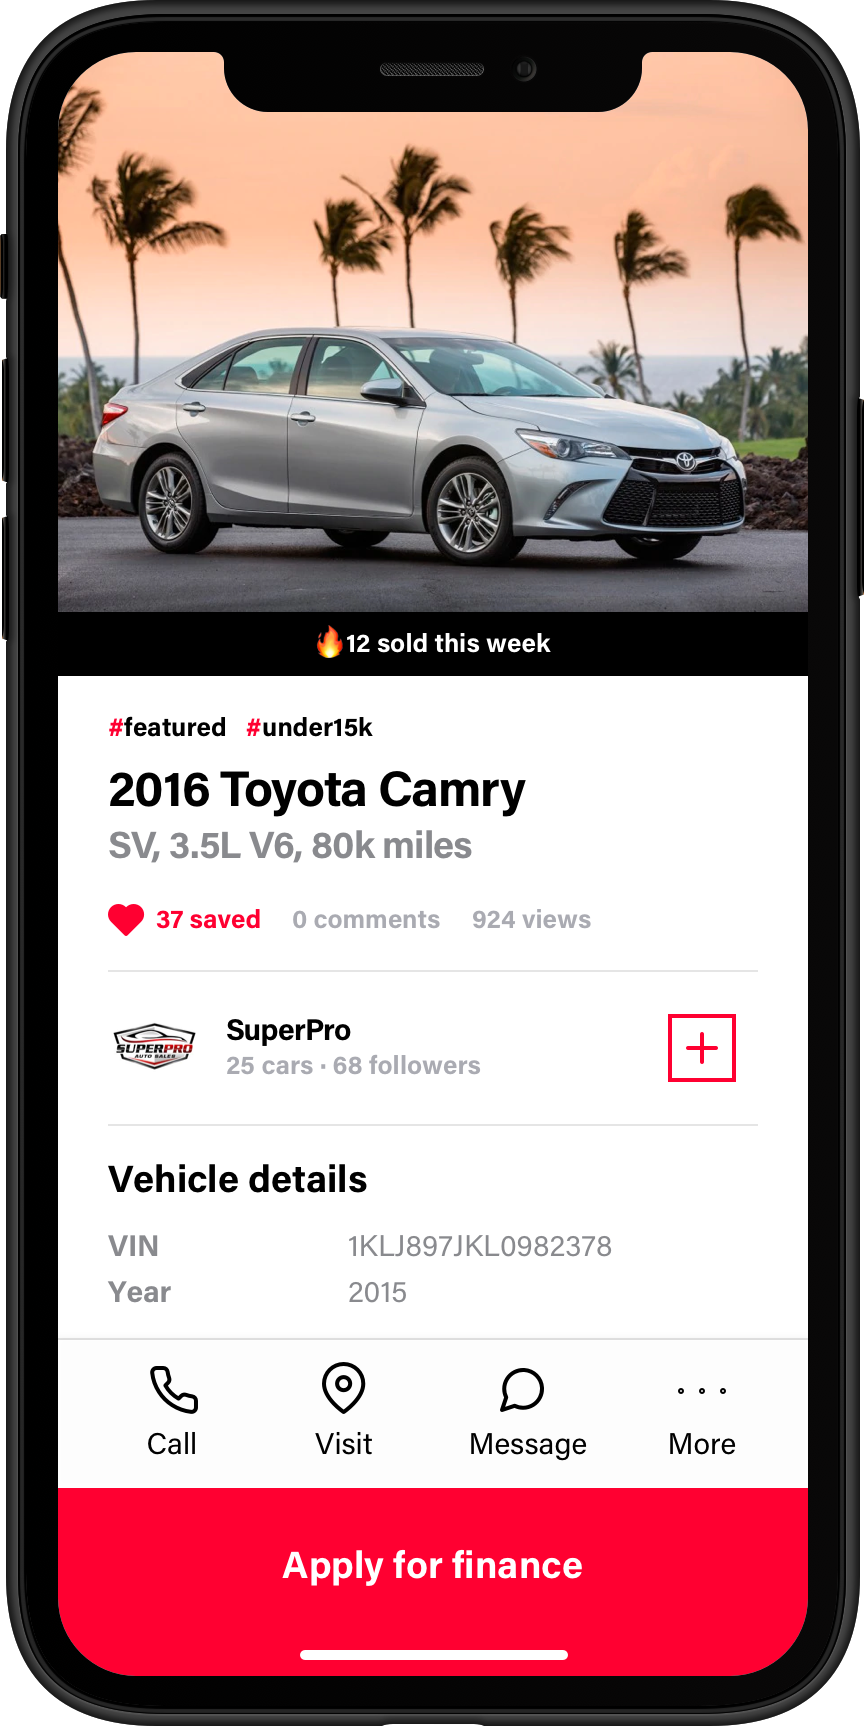 🔥12 sold this week
#featured #under15k
2016 Toyota Camry
SV, 3.5L V6, 80k miles
37 saved 0 comments 924 views
SUPERPRO
AUTO SALES
SuperPro
25 cars · 68 followers
Vehicle details
VIN 1KLJ897JKL0982378
Year 2015
Call Visit Message More
Apply for finance